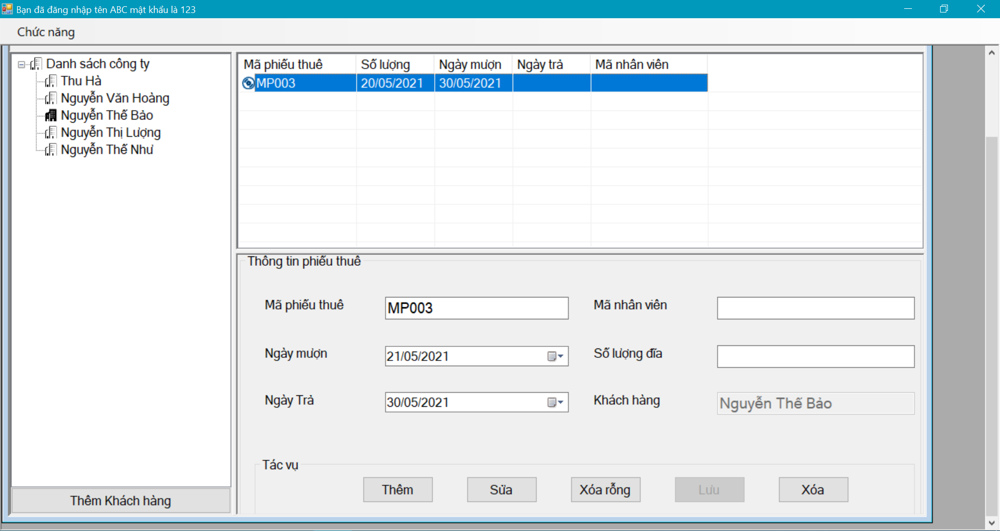 Bạn đã đăng nhập tên ABC mật khẩu là 123
Chức năng
Danh sách công ty
Thu Hà
Nguyễn Văn Hoàng
Nguyễn Thế Bảo
Nguyễn Thị Lượng
Nguyễn Thế Như
Thêm Khách hàng
Mã phiếu thuê Số lượng Ngày mượn Ngày trả Mã nhân viên
MP003 20/05/2021 30/05/2021
Thông tin phiếu thuê
Mã phiếu thuê MP003 Mã nhân viên
Ngày mượn 21/05/2021 Số lượng đĩa
Ngày Trả 30/05/2021 Khách hàng Nguyễn Thế Bảo
Tác vụ
Thêm Sửa Xóa rỗng Lưu Xóa